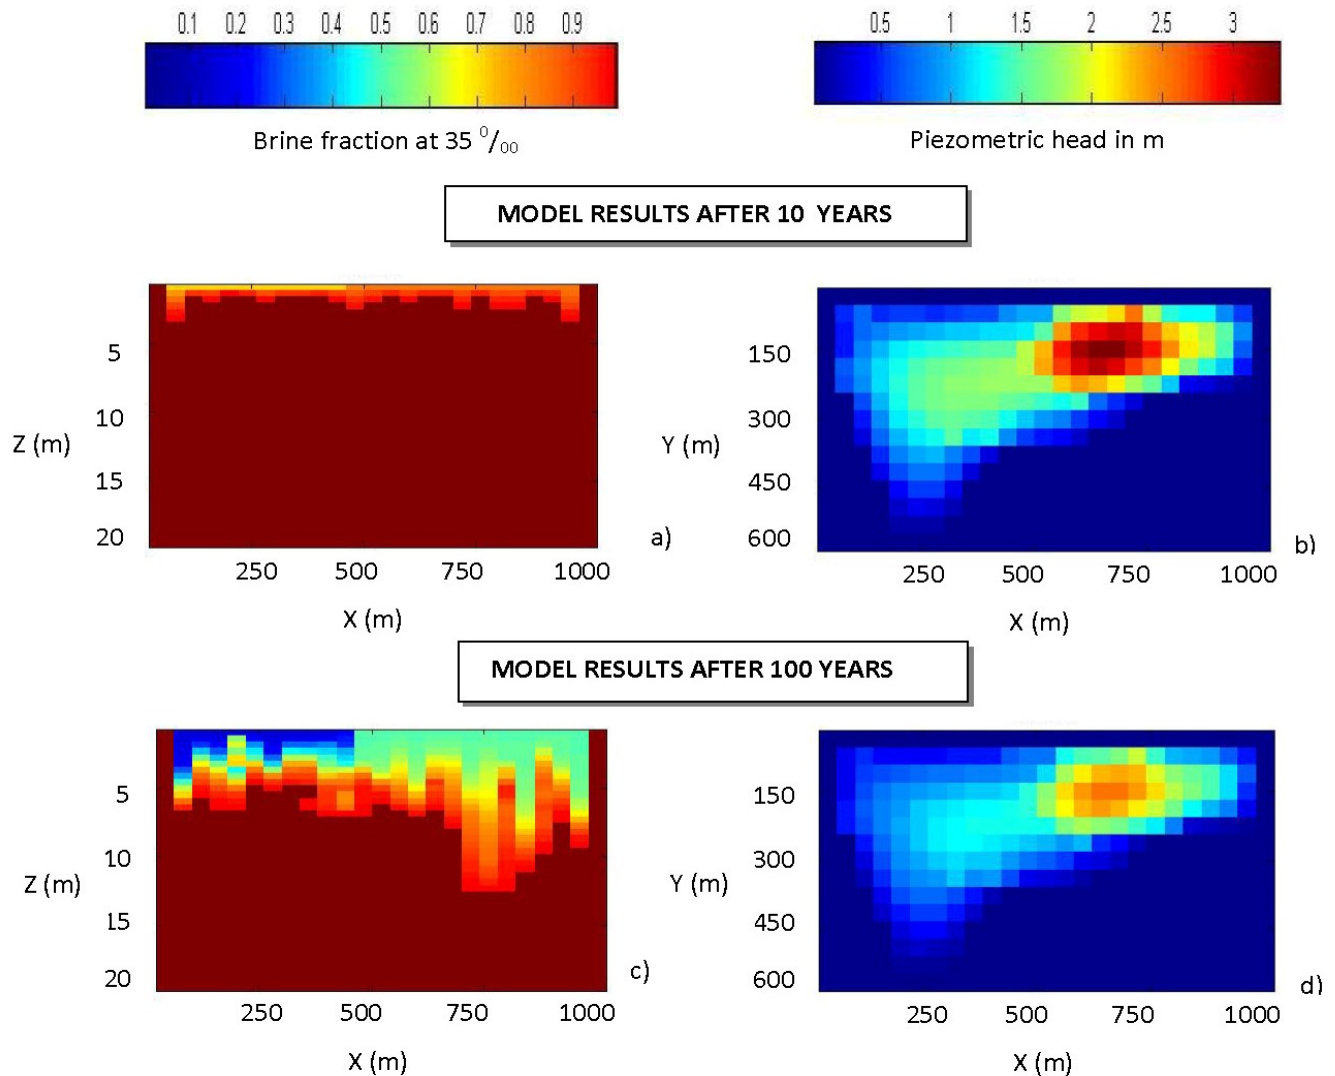 0.1 0.2 0.3 0.4 0.5 0.6 0.7 0.8 0.9
0.5 1 1.5 2 2.5 3
Brine fraction at 35 ⁰/₀₀
Piezometric head in m
MODEL RESULTS AFTER 10 YEARS
5
10
Z (m)
15
20
a)
250 500 750 1000
X (m)
150
300
Y (m)
450
600
b)
250 500 750 1000
X (m)
MODEL RESULTS AFTER 100 YEARS
5
10
Z (m)
15
20
c)
250 500 750 1000
X (m)
150
300
Y (m)
450
600
d)
250 500 750 1000
X (m)